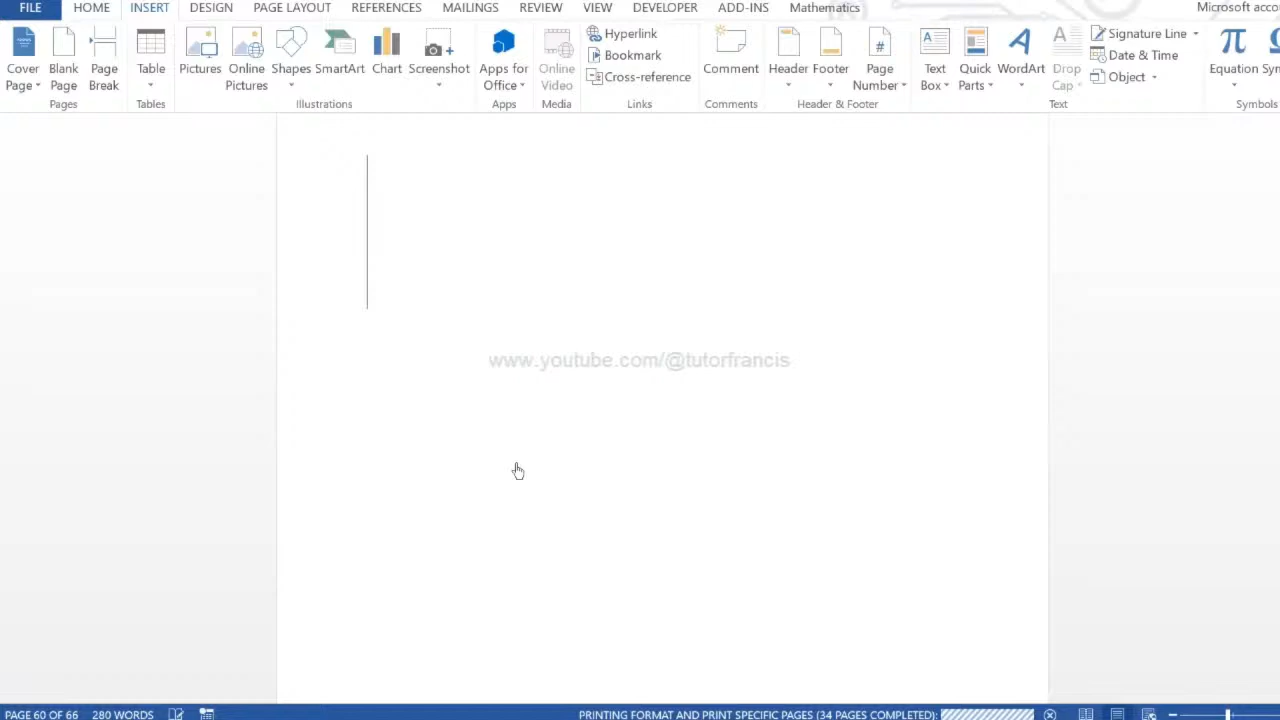 FILE HOME INSERT DESIGN PAGE LAYOUT REFERENCES MAILINGS REVIEW VIEW DEVELOPER ADD-INS Mathematics Microsoft
Cover Page
Blank Page
Page Break
Pages
Table
Tables
Pictures
Online Pictures
Shapes
SmartArt
Chart
Screenshot
Illustrations
Apps for Office
Apps
Online Video
Media
Hyperlink
Bookmark
Cross-reference
Links
Comment
Comments
Header
Footer
Page Number
Header & Footer
Text Box
Quick Parts
WordArt
Drop Cap
Signature Line
Date & Time
Object
Text
π
Equation
Symbols
www.youtube.com/@tutorfrancis
PAGE 60 OF 66 280 WORDS PRINTING FORMAT AND PRINT SPECIFIC PAGES (34 PAGES COMPLETED):